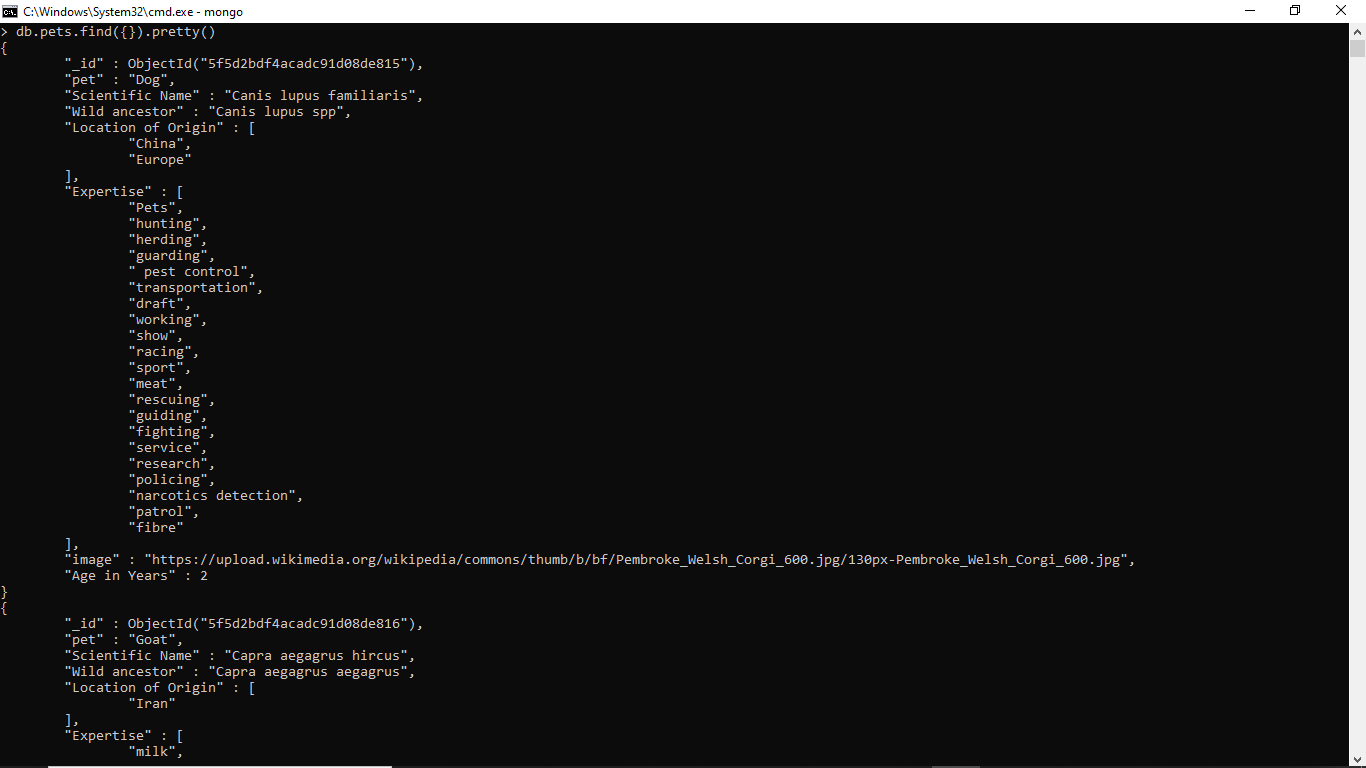 C:\Windows\System32\cmd.exe - mongo
> db.pets.find({}).pretty()
{
        "_id" : ObjectId("5f5d2bdf4acadc91d08de815"),
        "pet" : "Dog",
        "Scientific Name" : "Canis lupus familiaris",
        "Wild ancestor" : "Canis lupus spp",
        "Location of Origin" : [
                "China",
                "Europe"
        ],
        "Expertise" : [
                "Pets",
                "hunting",
                "herding",
                "guarding",
                " pest control",
                "transportation",
                "draft",
                "working",
                "show",
                "racing",
                "sport",
                "meat",
                "rescuing",
                "guiding",
                "fighting",
                "service",
                "research",
                "policing",
                "narcotics detection",
                "patrol",
                "fibre"
        ],
        "image" : "https://upload.wikimedia.org/wikipedia/commons/thumb/b/bf/Pembroke_Welsh_Corgi_600.jpg/130px-Pembroke_Welsh_Corgi_600.jpg",
        "Age in Years" : 2
}
{
        "_id" : ObjectId("5f5d2bdf4acadc91d08de816"),
        "pet" : "Goat",
        "Scientific Name" : "Capra aegagrus hircus",
        "Wild ancestor" : "Capra aegagrus aegagrus",
        "Location of Origin" : [
                "Iran"
        ],
        "Expertise" : [
                "milk",